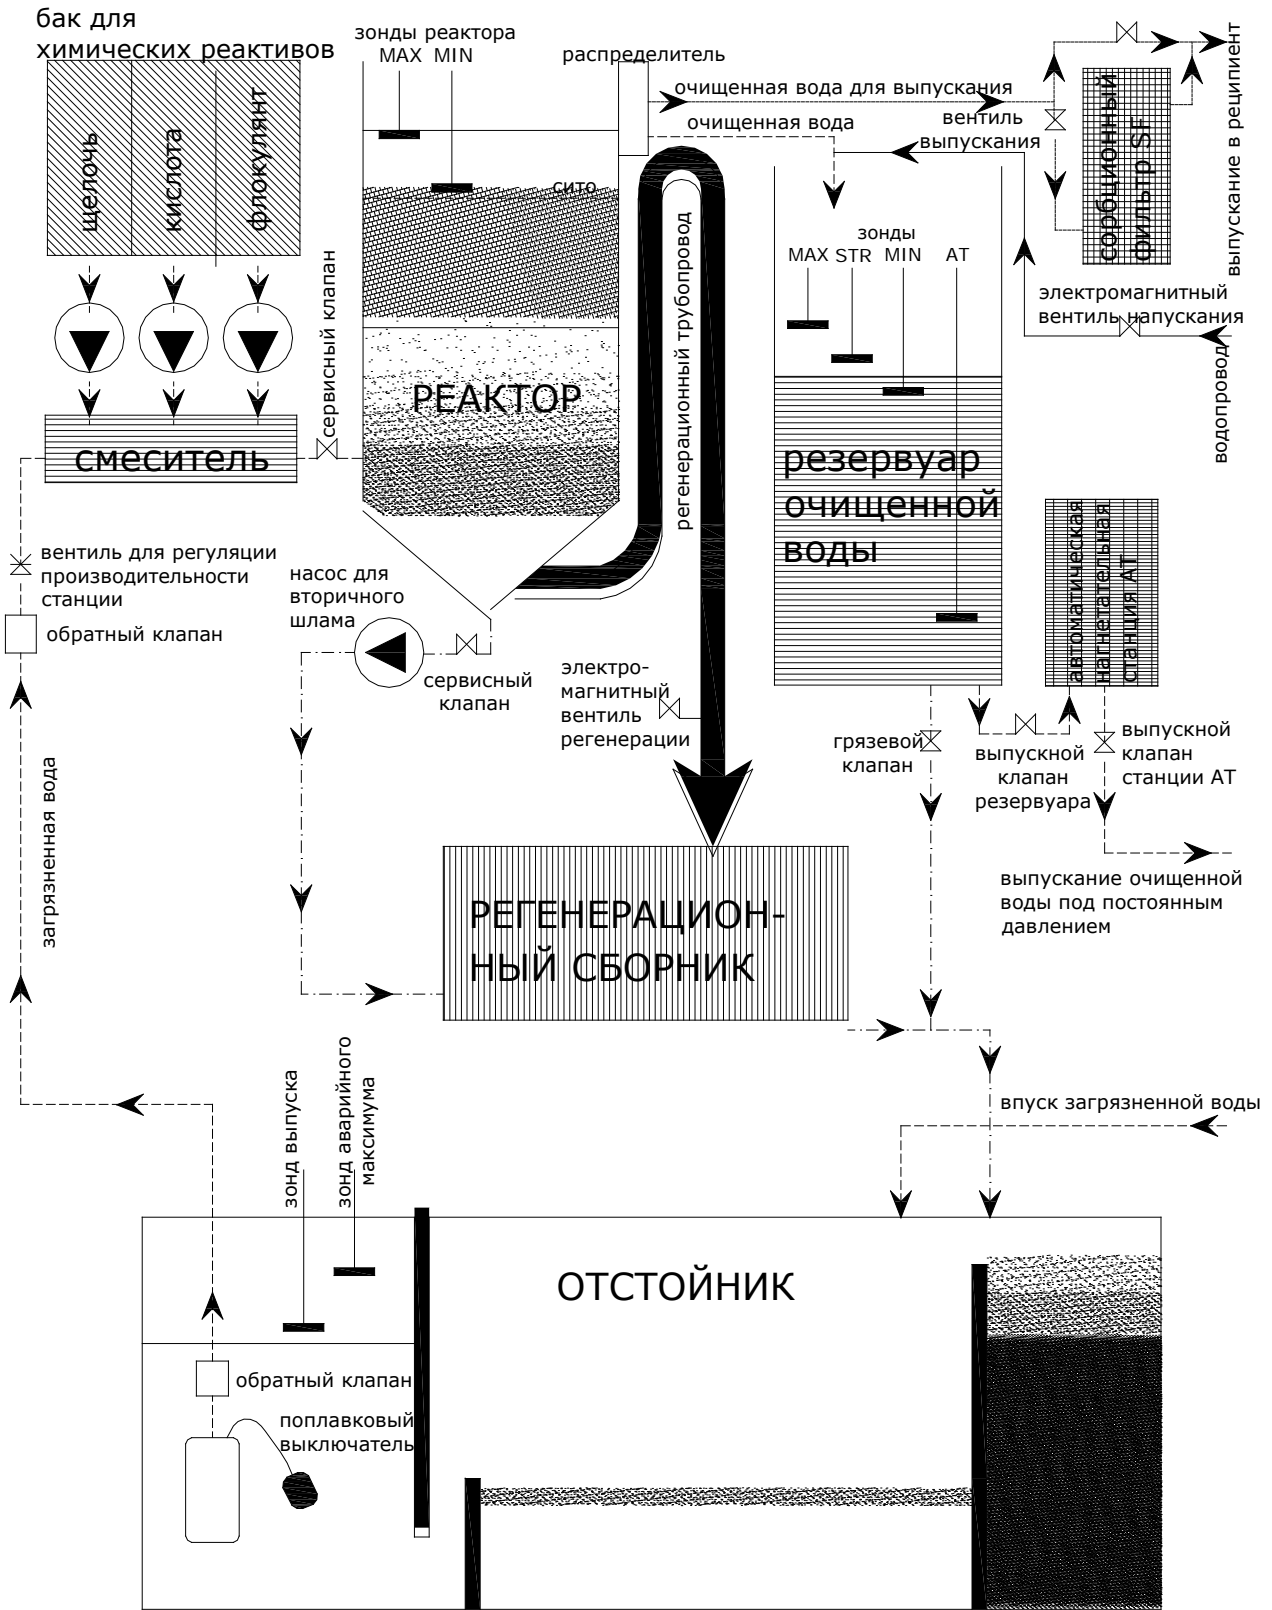 бак для
химических реактивов
щелочь
кислота
флокулянт
смеситель
зонды реактора
MAX MIN
сервисный клапан
сито
РЕАКТОР
распределитель
очищенная вода для выпускания
очищенная вода
вентиль
выпускания
регенерационный трубопровод
зонды
MAX STR MIN AT
резервуар
очищенной
воды
сорбционный
фильтр SF
выпускание в реципиент
электромагнитный
вентиль напускания
водопровод
автоматическая
нагнетательная
станция АТ
вентиль для регуляции
производительности
станции
обратный клапан
загрязненная вода
насос для
вторичного
шлама
сервисный
клапан
электро-
магнитный
вентиль
регенерации
грязевой
клапан
выпускной
клапан
резервуара
выпускной
клапан
станции АТ
выпускание очищенной
воды под постоянным
давлением
РЕГЕНЕРАЦИОН-
НЫЙ СБОРНИК
зонд выпуска
зонд аварийного
максимума
впуск загрязненной воды
ОТСТОЙНИК
обратный клапан
поплавковый
выключатель